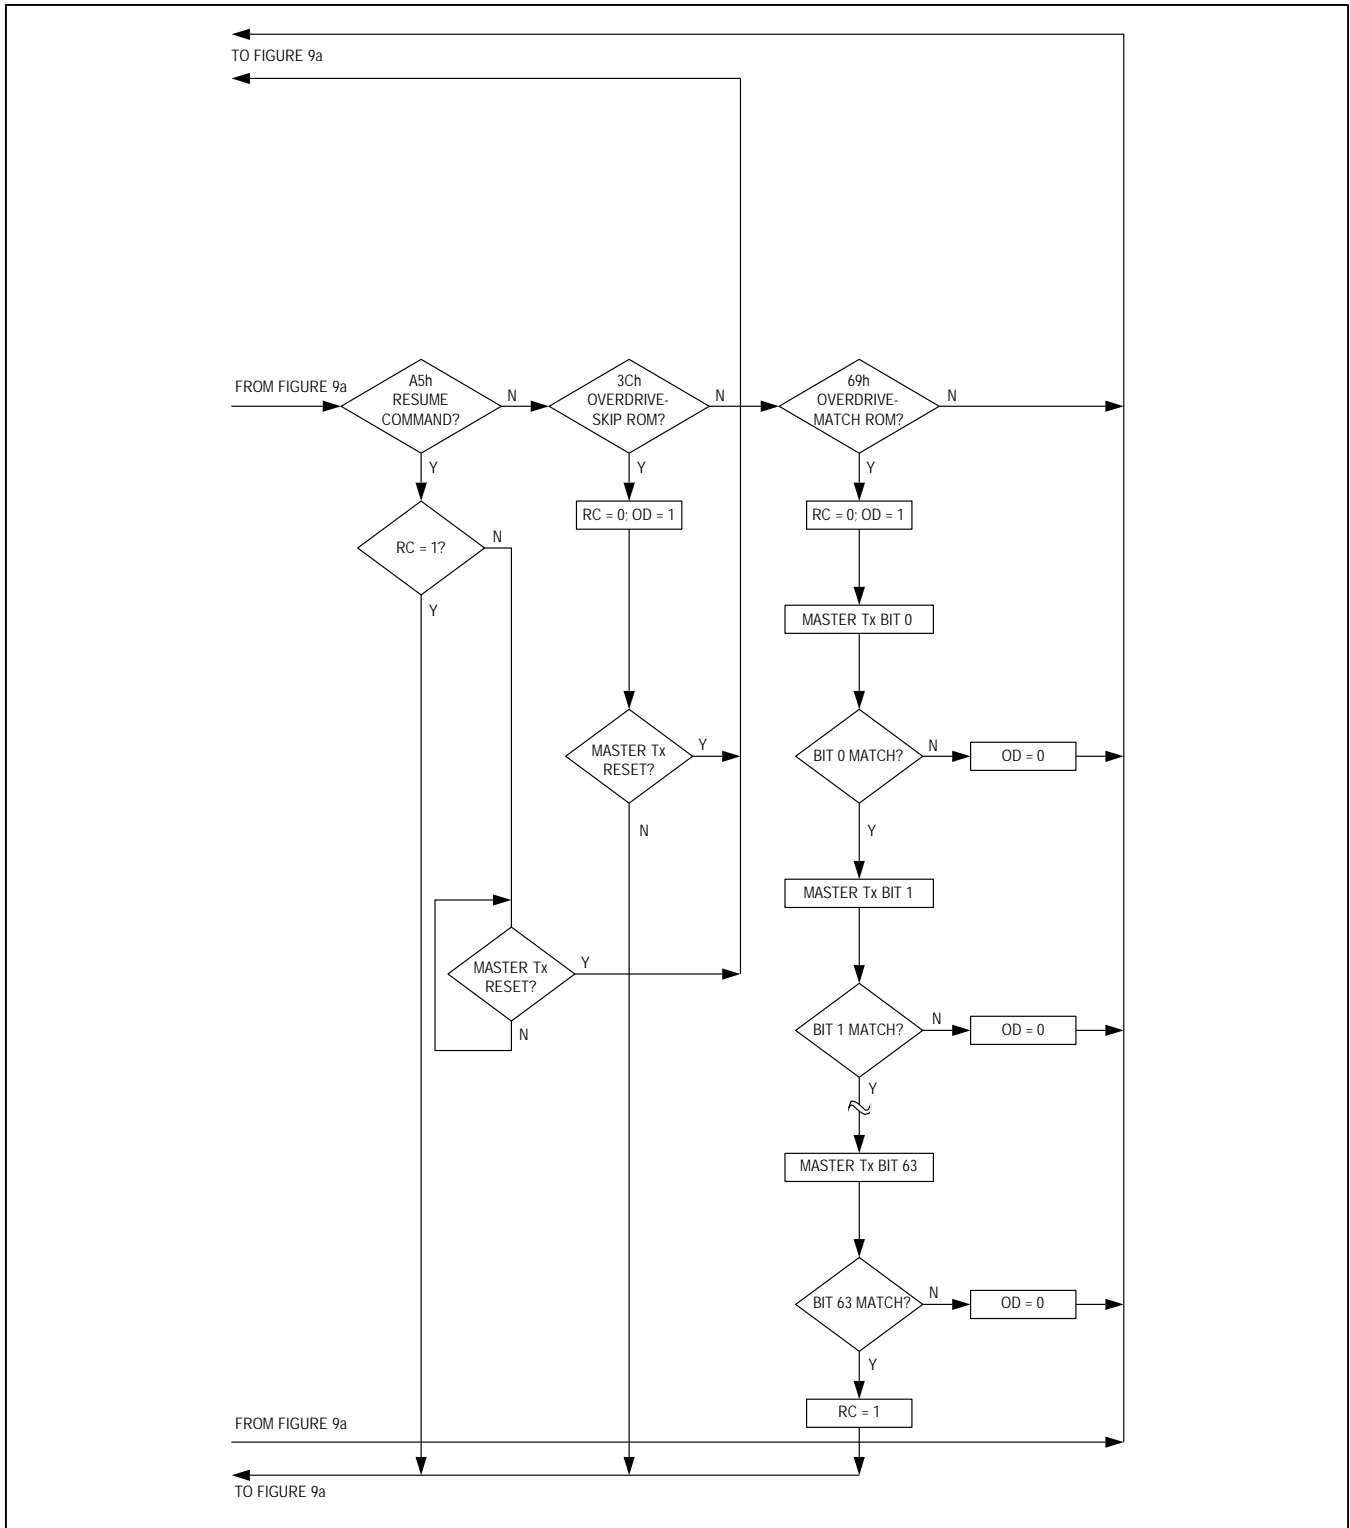 TO FIGURE 9a
FROM FIGURE 9a
A5h
RESUME
COMMAND?
N
3Ch
OVERDRIVE-
SKIP ROM?
N
69h
OVERDRIVE-
MATCH ROM?
N
Y
Y
Y
RC = 1?
N
RC = 0; OD = 1
RC = 0; OD = 1
Y
MASTER Tx BIT 0
MASTER Tx
RESET?
Y
BIT 0 MATCH?
N
OD = 0
N
Y
MASTER Tx BIT 1
MASTER Tx
RESET?
Y
N
BIT 1 MATCH?
N
OD = 0
Y
MASTER Tx BIT 63
BIT 63 MATCH?
N
OD = 0
Y
RC = 1
FROM FIGURE 9a
TO FIGURE 9a